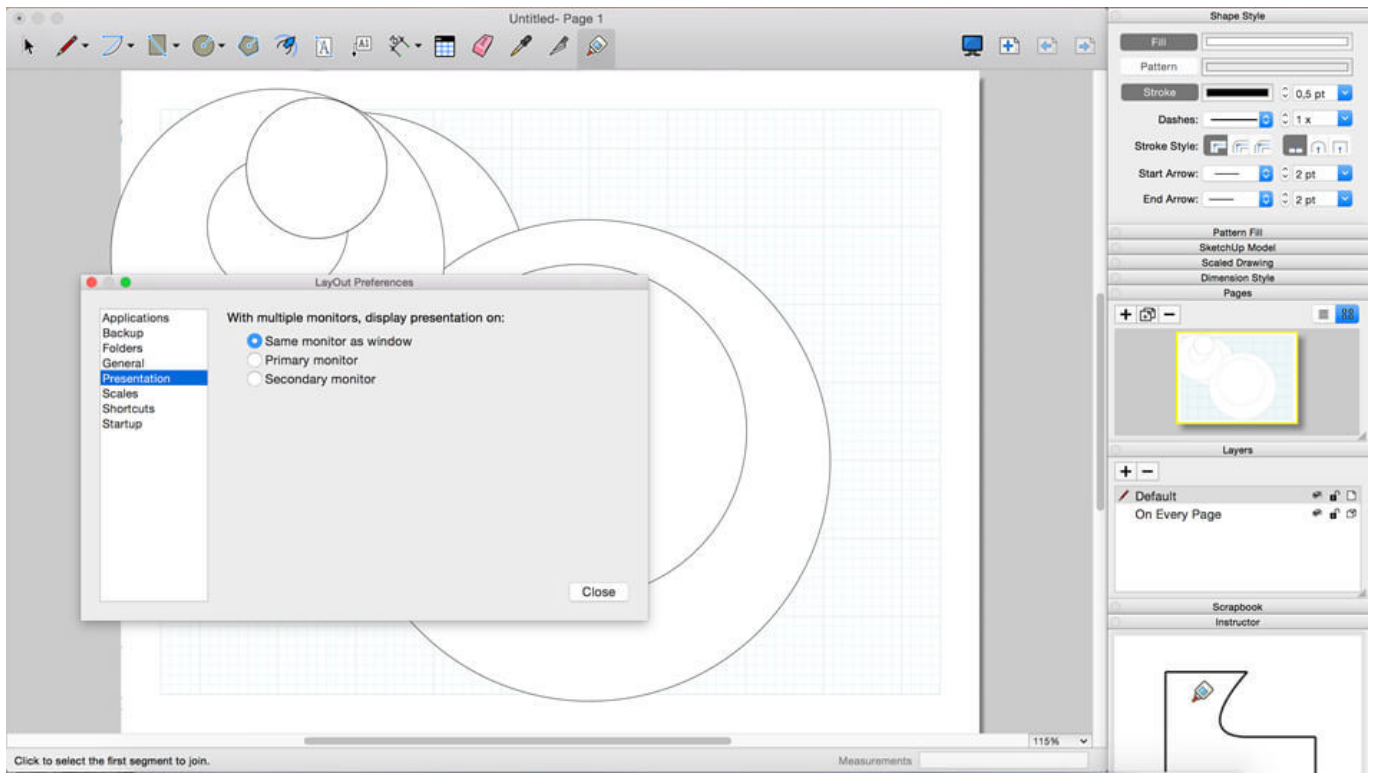 Untitled- Page 1
A
A1
Shape Style
Fill
Pattern
Stroke
0,5 pt
Dashes:
1 x
Stroke Style:
Start Arrow:
2 pt
End Arrow:
2 pt
Pattern Fill
SketchUp Model
Scaled Drawing
Dimension Style
Pages
Layers
Default
On Every Page
Scrapbook
Instructor
LayOut Preferences
Applications
Backup
Folders
General
Presentation
Scales
Shortcuts
Startup
With multiple monitors, display presentation on:
Same monitor as window
Primary monitor
Secondary monitor
Close
115%
Click to select the first segment to join.
Measurements